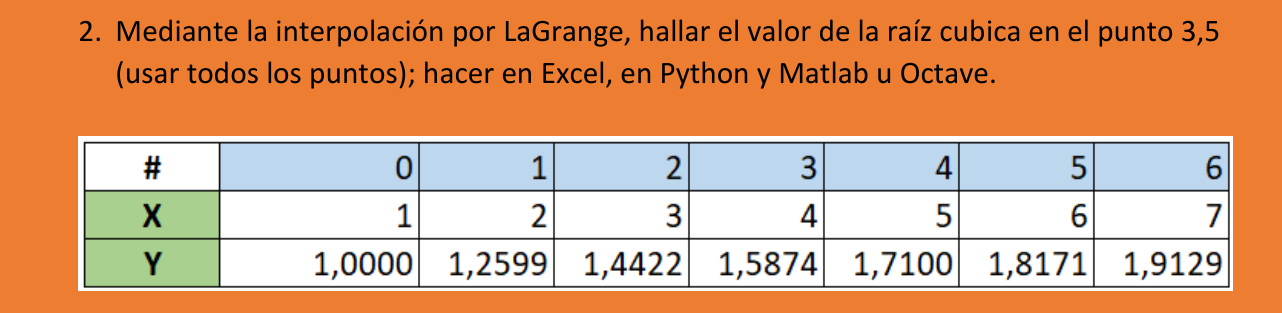 2. Mediante la interpolación por LaGrange, hallar el valor de la raíz cubica en el punto 3,5
(usar todos los puntos); hacer en Excel, en Python y Matlab u Octave.
# 0 1 2 3 4 5 6
X 1 2 3 4 5 6 7
Y 1,0000 1,2599 1,4422 1,5874 1,7100 1,8171 1,9129